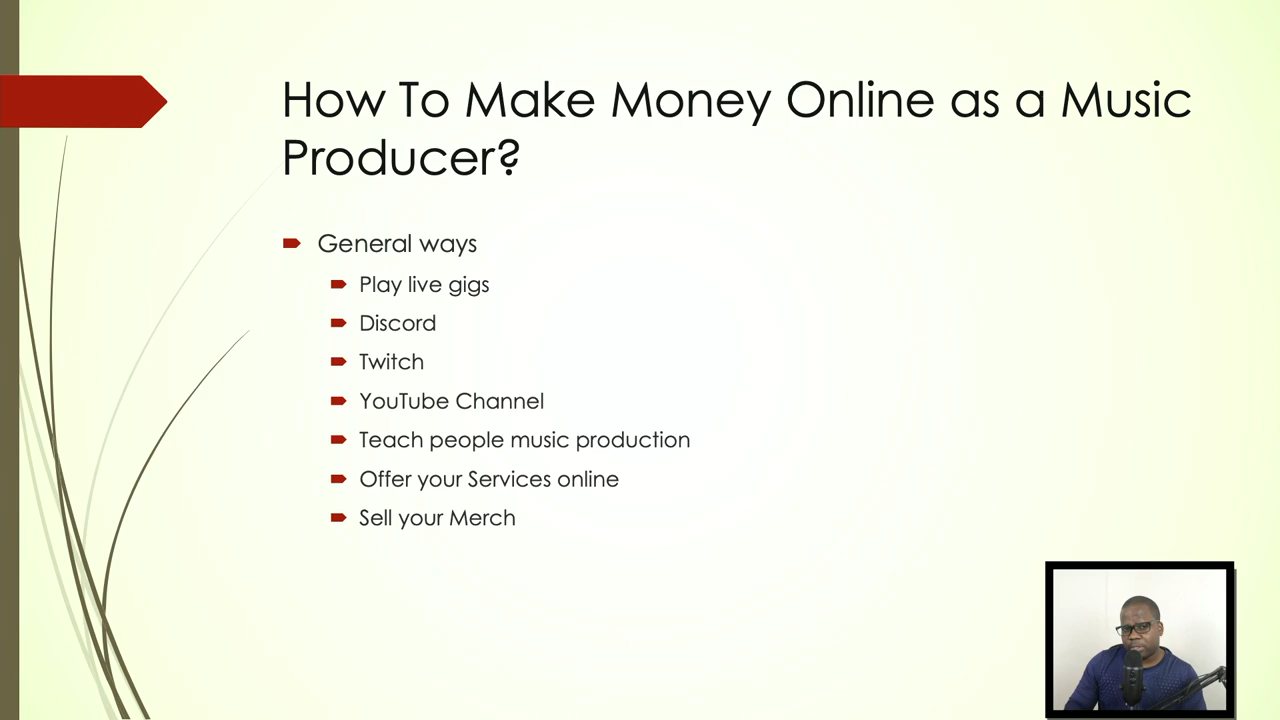 How To Make Money Online as a Music
Producer?
General ways
Play live gigs
Discord
Twitch
YouTube Channel
Teach people music production
Offer your Services online
Sell your Merch